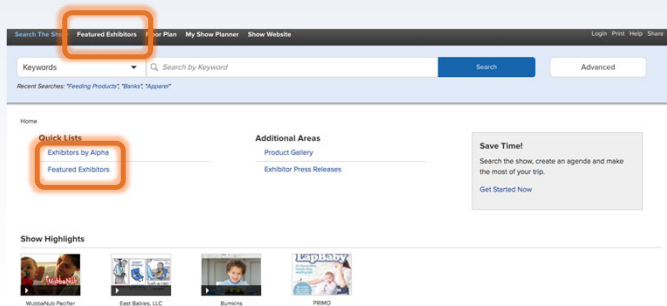 Search The Show Featured Exhibitors Floor Plan My Show Planner Show Website Login Print Help Share
Keywords Search by Keyword Search Advanced
Recent Searches: "Feeding Products", "Banks", "Apparel"
Home
Quick Lists
Exhibitors by Alpha
Featured Exhibitors
Additional Areas
Product Gallery
Exhibitor Press Releases
Save Time!
Search the show, create an agenda and make
the most of your trip.
Get Started Now
Show Highlights
WubbaNub
LapBaby
WubbaNub Pacifier East Babies, LLC Bumkins PRIMO